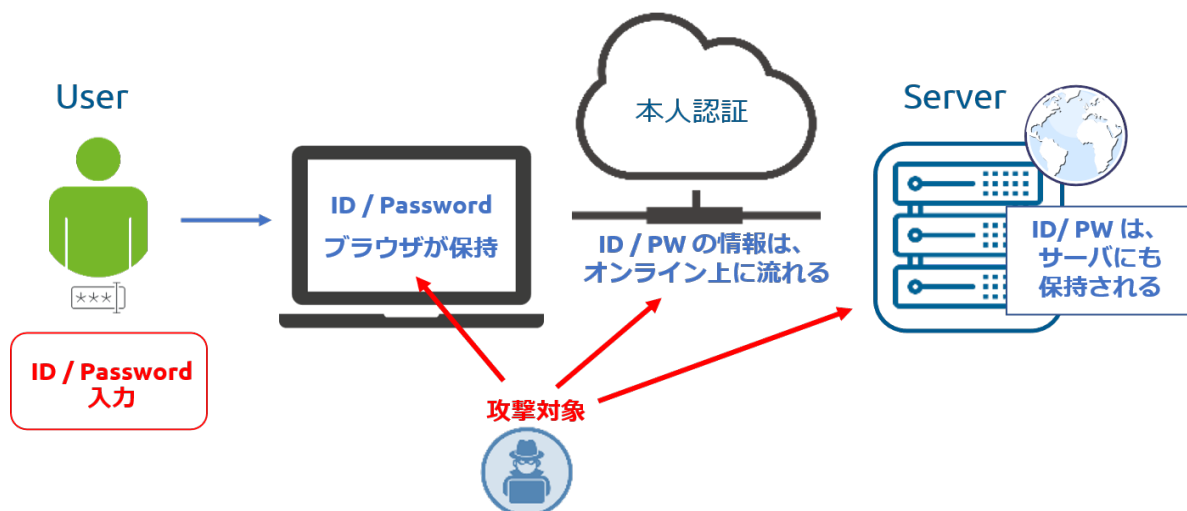 User
***
ID / Password
入力
ID / Password
ブラウザが保持
本人認証
ID / PW の情報は、
オンライン上に流れる
Server
ID/ PW は、
サーバにも
保持される
攻撃対象